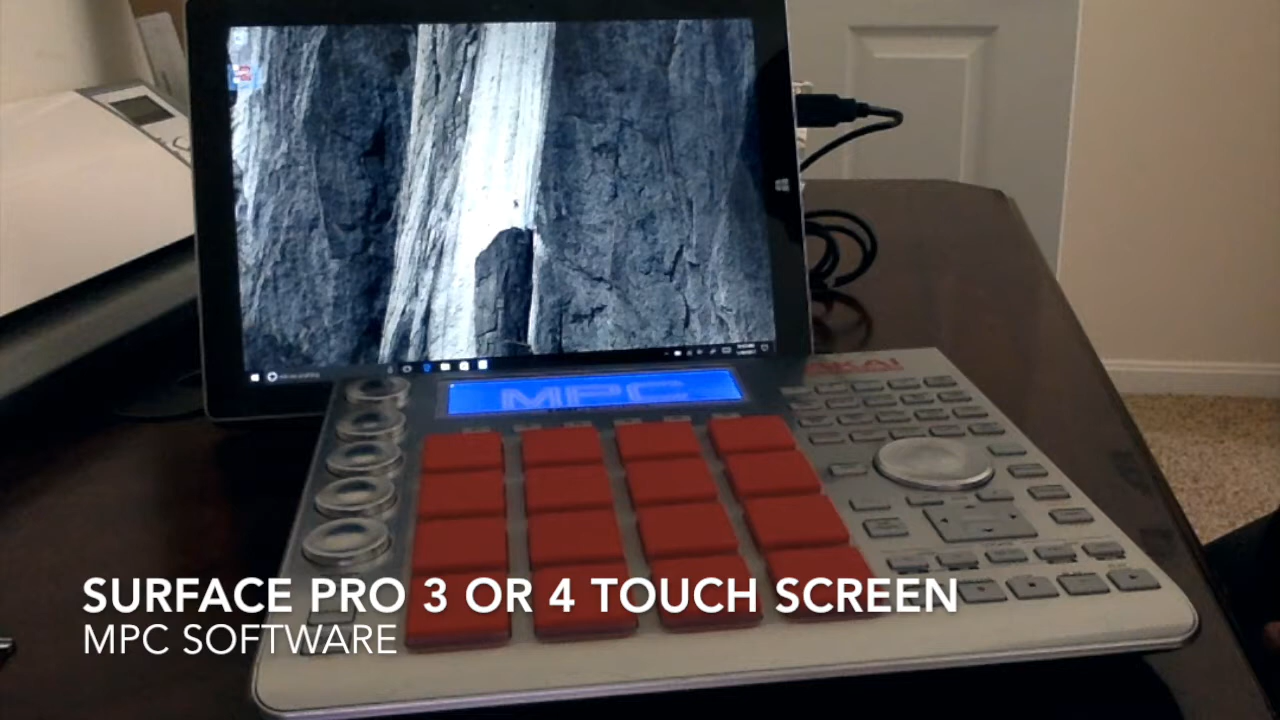 AKAI
MPC
SURFACE PRO 3 OR 4 TOUCH SCREEN
MPC SOFTWARE